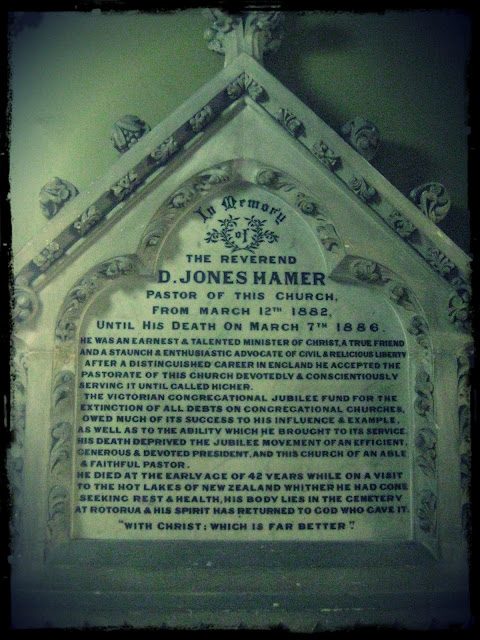 In Memory
of
THE REVEREND
D. JONES HAMER
PASTOR OF THIS CHURCH,
FROM MARCH 12TH 1882,
UNTIL HIS DEATH ON MARCH 7TH 1886.
HE WAS AN EARNEST & TALENTED MINISTER OF CHRIST, A TRUE FRIEND
AND A STAUNCH & ENTHUSIASTIC ADVOCATE OF CIVIL & RELIGIOUS LIBERTY
AFTER A DISTINGUISHED CAREER IN ENGLAND HE ACCEPTED THE
PASTORATE OF THIS CHURCH DEVOTEDLY & CONSCIENTIOUSLY
SERVING IT UNTIL CALLED HIGHER.
THE VICTORIAN CONGREGATIONAL JUBILEE FUND FOR THE
EXTINCTION OF ALL DEBTS ON CONGREGATIONAL CHURCHES,
OWED MUCH OF ITS SUCCESS TO HIS INFLUENCE & EXAMPLE,
AS WELL AS TO THE ABILITY WHICH HE BROUGHT TO ITS SERVICE.
HIS DEATH DEPRIVED THE JUBILEE MOVEMENT OF AN EFFICIENT,
GENEROUS & DEVOTED PRESIDENT, AND THIS CHURCH OF AN ABLE
& FAITHFUL PASTOR.
HE DIED AT THE EARLY AGE OF 42 YEARS WHILE ON A VISIT
TO THE HOT LAKES OF NEW ZEALAND WHITHER HE HAD GONE
SEEKING REST & HEALTH, HIS BODY LIES IN THE CEMETERY
AT ROTORUA & HIS SPIRIT HAS RETURNED TO GOD WHO GAVE IT.
"WITH CHRIST; WHICH IS FAR BETTER".